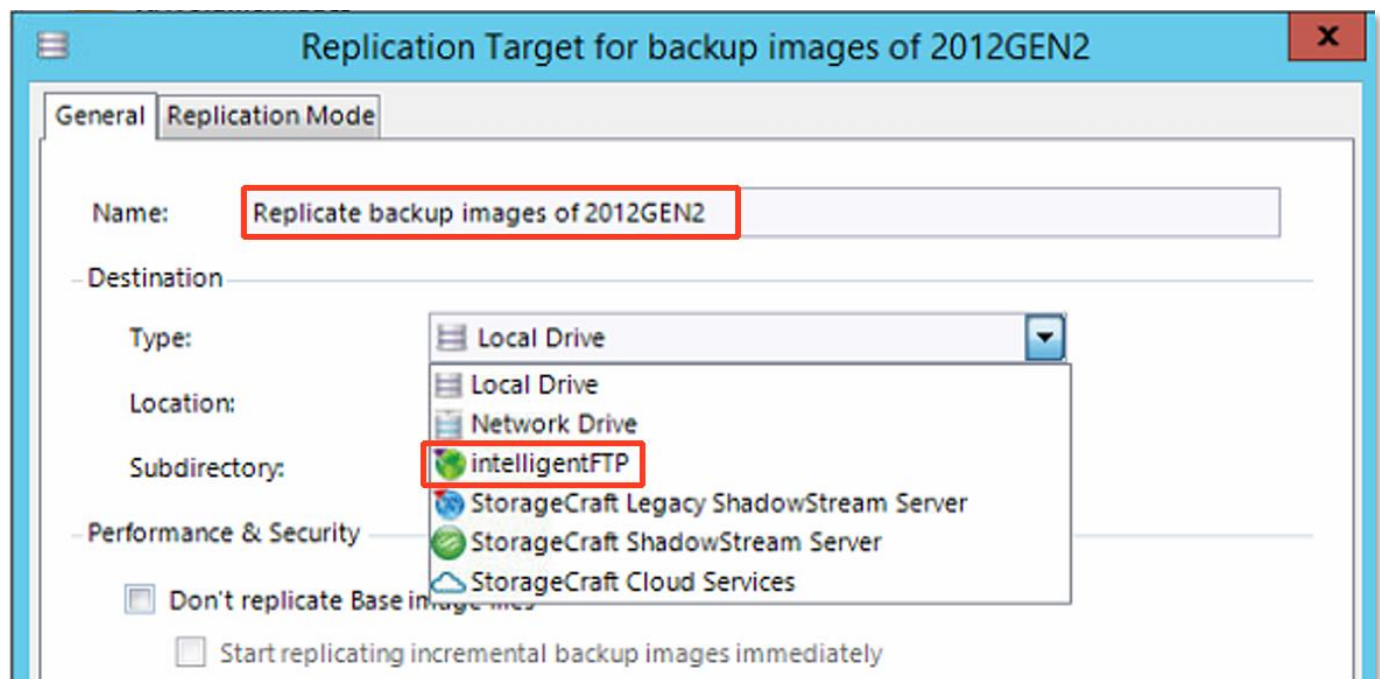 Replication Target for backup images of 2012GEN2
x
General Replication Mode
Name: Replicate backup images of 2012GEN2
Destination
Type: Local Drive
Local Drive
Location:
Network Drive
Subdirectory: intelligentFTP
StorageCraft Legacy ShadowStream Server
Performance & Security
StorageCraft ShadowStream Server
StorageCraft Cloud Services
Don't replicate Base image files
Start replicating incremental backup images immediately